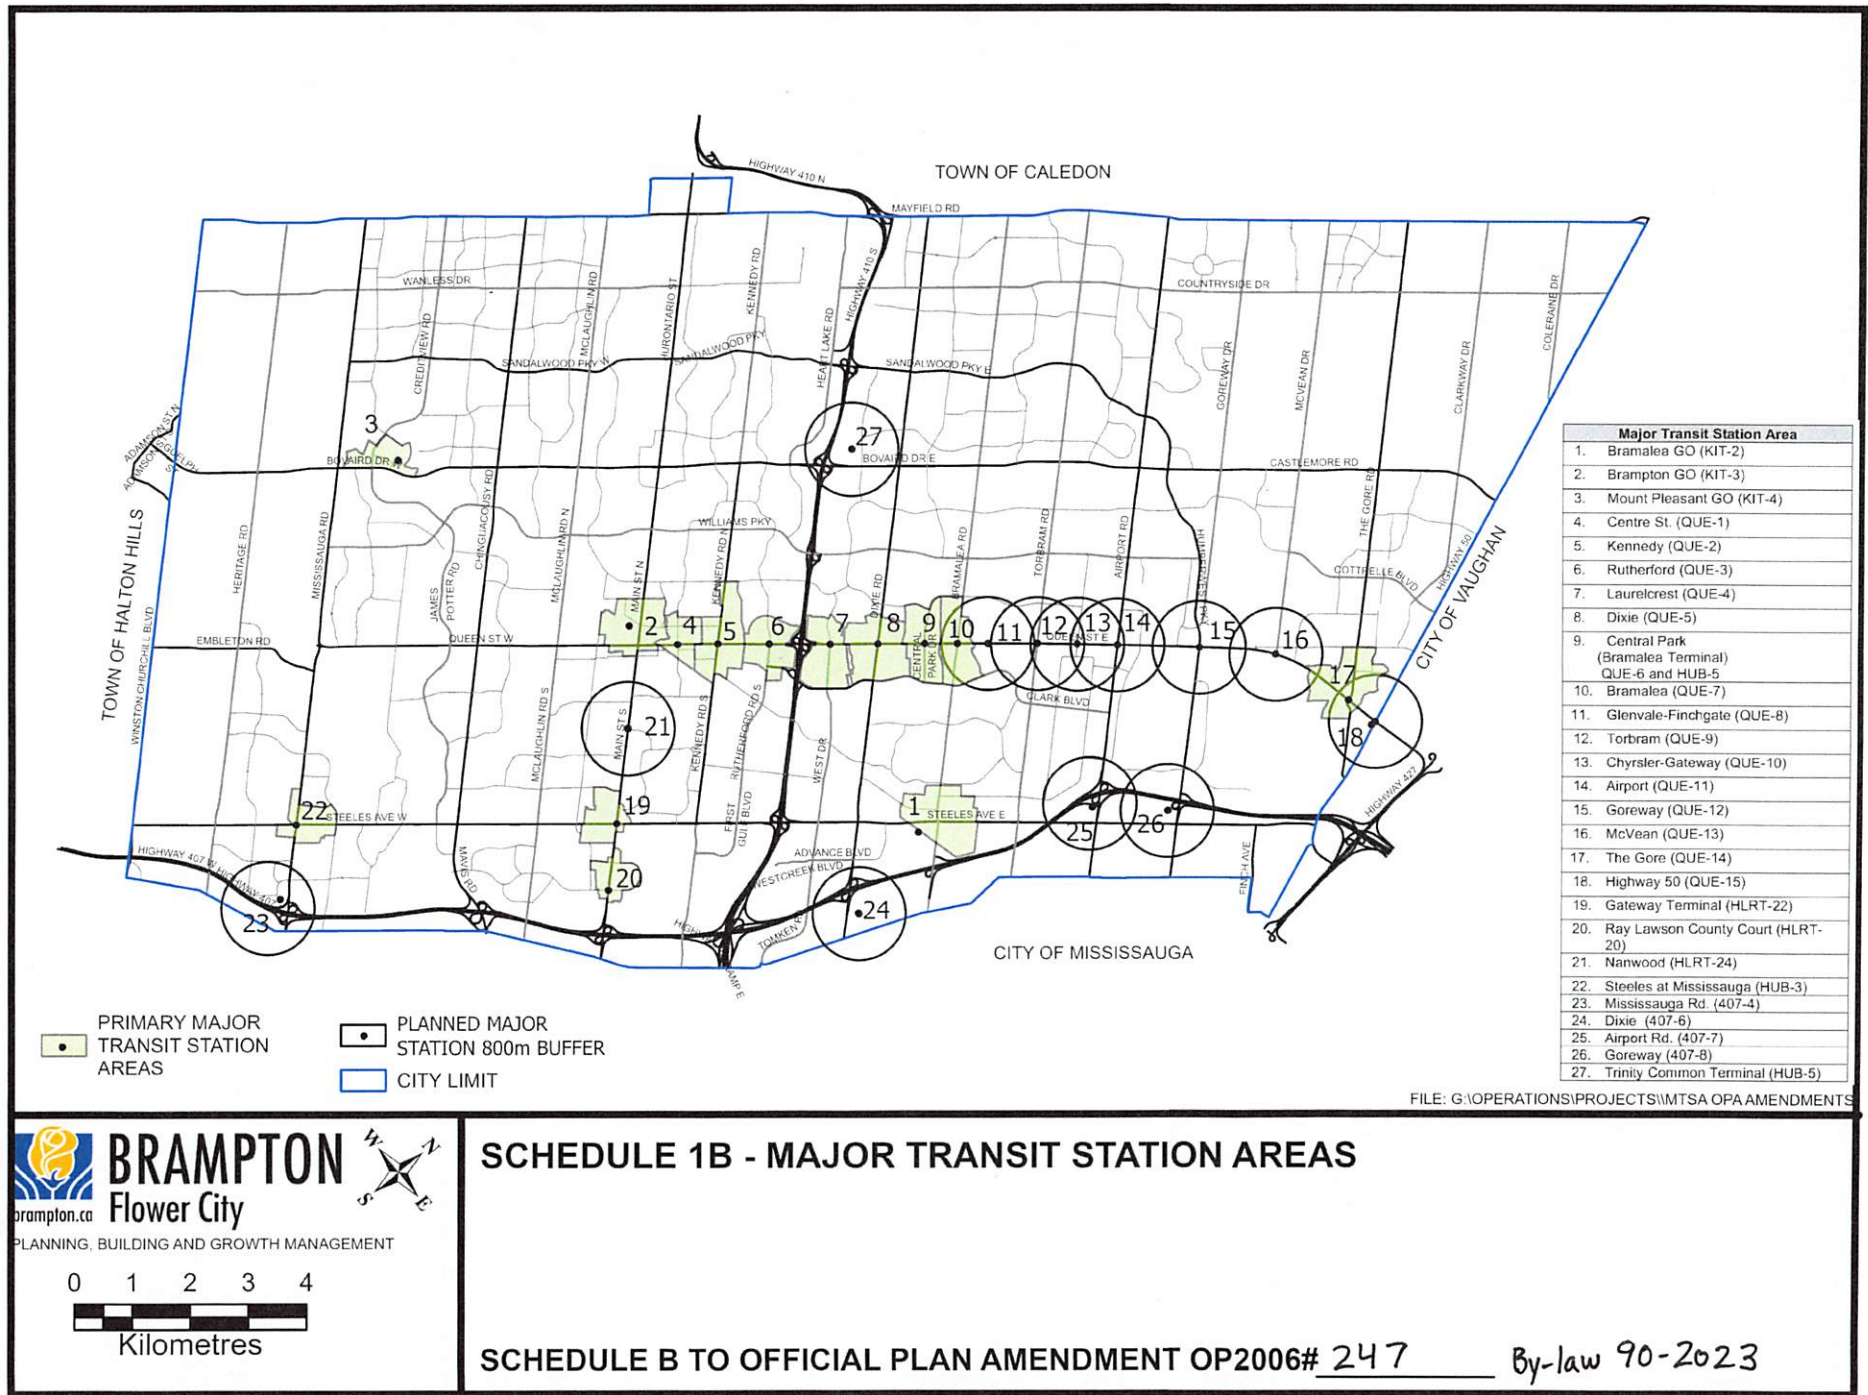 TOWN OF CALEDON
HIGHWAY 410 N
MAYFIELD RD
WANLESS DR
COUNTRYSIDE DR
CREDITVIEW RD
MCLAUGHLIN RD
HURONTARIO ST
KENNEDY RD
HEART LAKE RD
HIGHWAY 410 S
GOREWAY DR
MCVEAN DR
CLARKWAY DR
COLERAINE DR
SANDALWOOD PKY W
SANDALWOOD PKY
SANDALWOOD PKY E
ADAMSON ST N
ADAMSON S
GUELPH S
3
27
BOVAIRD DR
BOVAIRD DR E
CASTLEMORE RD
THE GORE RD
TOWN OF HALTON HILLS
HERITAGE RD
MISSISSAUGA RD
JAMES
POTTER RD
CHINGUACOUSY RD
MCLAUGHLIN RD N
WILLIAMS PKY
MAIN ST N
KENNEDY RD N
DIXIE RD
BRAMALEA RD
TORBRAM RD
AIRPORT RD
HUMBERWEST PKY
COTTRELLE BLVD
HIGHWAY 50
CITY OF VAUGHAN
WINSTON CHURCHILL BLVD
EMBLETON RD
QUEEN ST W
2
4
5
6
7
8
9
10
11
12
13
14
15
16
17
18
CENTRAL
PARK DR
QUEEN ST E
CLARK BLVD
MCLAUGHLIN RD S
MAIN ST S
21
KENNEDY RD S
RUTHERFORD RD S
WEST DR
22
STEELES AVE W
19
20
FIRST
GULF BLVD
1
STEELES AVE E
ADVANCE BLVD
WESTCREEK BLVD
25
26
HIGHWAY 427
FINCH AVE
HIGHWAY 407 W
HIGHWAY 407
23
MAVIS RD
TOMKEN R
24
CITY OF MISSISSAUGA
AMP E
Major Transit Station Area
1. Bramalea GO (KIT-2)
2. Brampton GO (KIT-3)
3. Mount Pleasant GO (KIT-4)
4. Centre St. (QUE-1)
5. Kennedy (QUE-2)
6. Rutherford (QUE-3)
7. Laurelcrest (QUE-4)
8. Dixie (QUE-5)
9. Central Park
(Bramalea Terminal)
QUE-6 and HUB-5
10. Bramalea (QUE-7)
11. Glenvale-Finchgate (QUE-8)
12. Torbram (QUE-9)
13. Chyrsler-Gateway (QUE-10)
14. Airport (QUE-11)
15. Goreway (QUE-12)
16. McVean (QUE-13)
17. The Gore (QUE-14)
18. Highway 50 (QUE-15)
19. Gateway Terminal (HLRT-22)
20. Ray Lawson County Court (HLRT-
20)
21. Nanwood (HLRT-24)
22. Steeles at Mississauga (HUB-3)
23. Mississauga Rd. (407-4)
24. Dixie (407-6)
25. Airport Rd. (407-7)
26. Goreway (407-8)
27. Trinity Common Terminal (HUB-5)
PRIMARY MAJOR
TRANSIT STATION
AREAS
PLANNED MAJOR
STATION 800m BUFFER
CITY LIMIT
FILE: G:\OPERATIONS\PROJECTS\\MTSA OPA AMENDMENTS
BRAMPTON
Flower City
brampton.ca
W N
S E
PLANNING, BUILDING AND GROWTH MANAGEMENT
0 1 2 3 4
Kilometres
SCHEDULE 1B - MAJOR TRANSIT STATION AREAS
SCHEDULE B TO OFFICIAL PLAN AMENDMENT OP2006# 247 By-law 90-2023